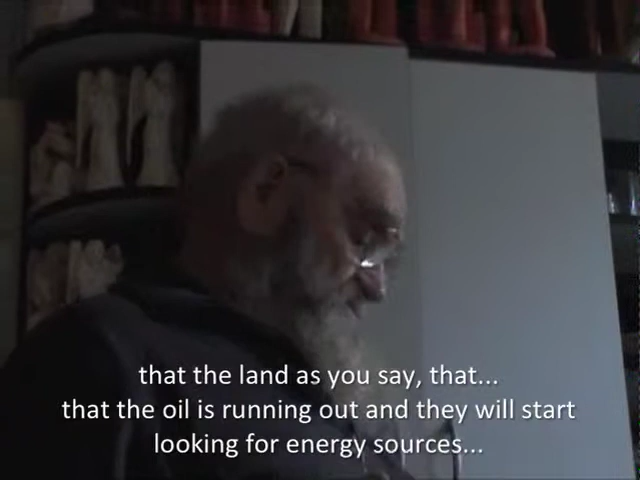 that the land as you say, that...
that the oil is running out and they will start
looking for energy sources...